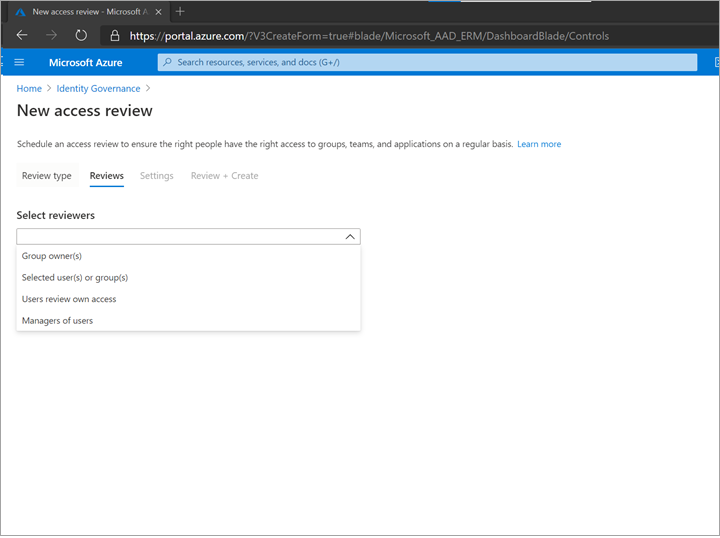 New access review - Microsoft A
https://portal.azure.com/?V3CreateForm=true#blade/Microsoft_AAD_ERM/DashboardBlade/Controls
Microsoft Azure
Search resources, services, and docs (G+/)
Home > Identity Governance >
New access review
Schedule an access review to ensure the right people have the right access to groups, teams, and applications on a regular basis. Learn more
Review type Reviews Settings Review + Create
Select reviewers
Group owner(s)
Selected user(s) or group(s)
Users review own access
Managers of users